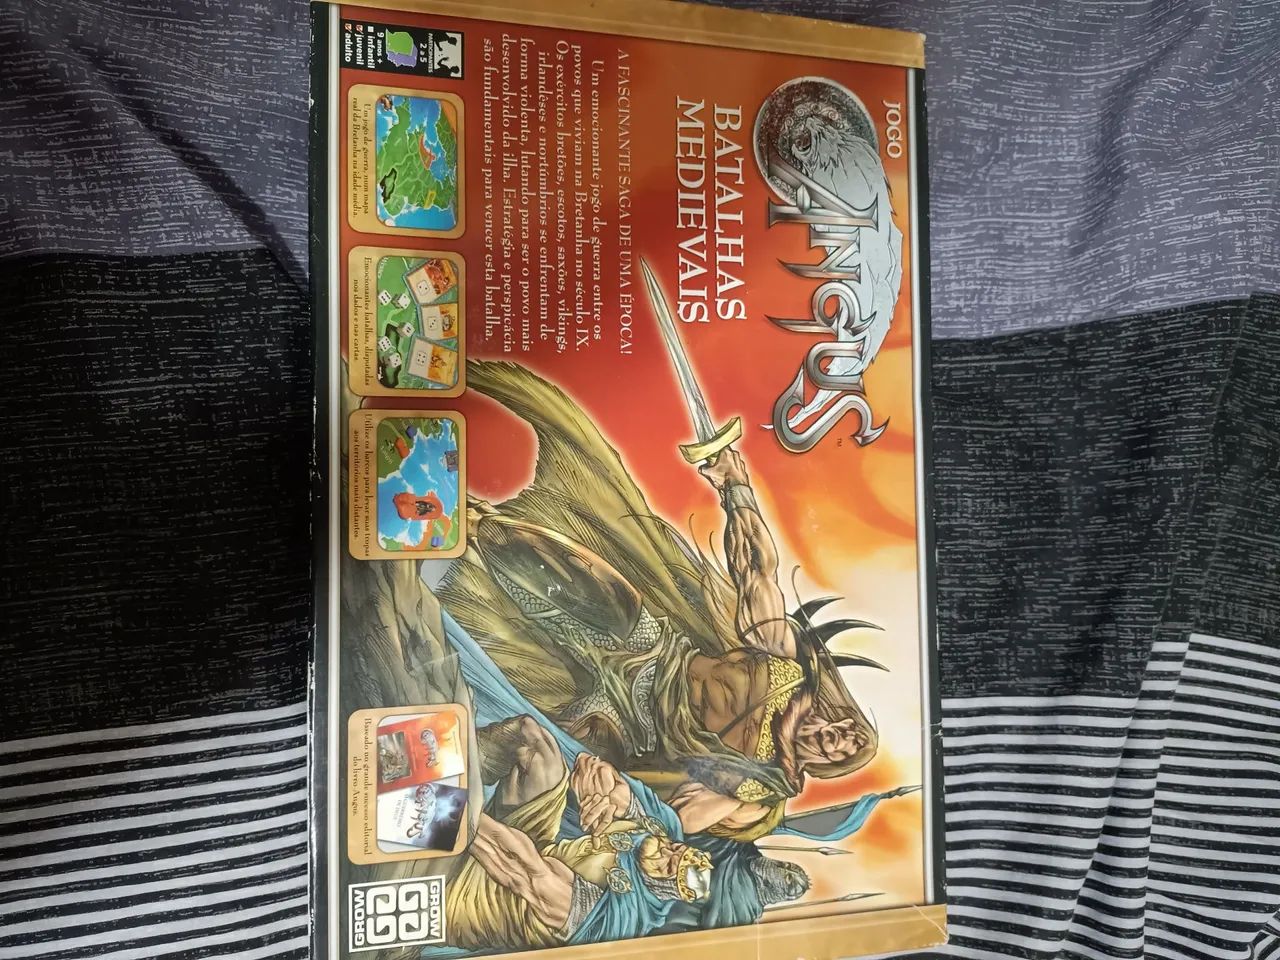 JOGO
ANGUS
TM
BATALHAS
MEDIEVAIS
A FASCINANTE SAGA DE UMA ÉPOCA!
Um emocionante jogo de guerra entre os
povos que viviam na Bretanha no século IX.
Os exércitos bretões, escotos, saxões, vikings,
irlandêses e nortúmbrios se enfrentam de
forma violenta, lutando para ser o povo mais
desenvolvido da ilha. Estratégia e perspicácia
são fundamentais para vencer esta batalha.
PARTICIPANTES
2 a 5
9 anos +
infantil
juvenil
adulto
Um jogo de guerra, num mapa
real da Bretanha na idade média.
Emocionantes batalhas, disputadas
nos dados e nas cartas.
Utilize os barcos para levar suas tropas
aos territórios mais distantes.
Baseado no grande sucesso editorial
do livro Angus.
GROW
GROW